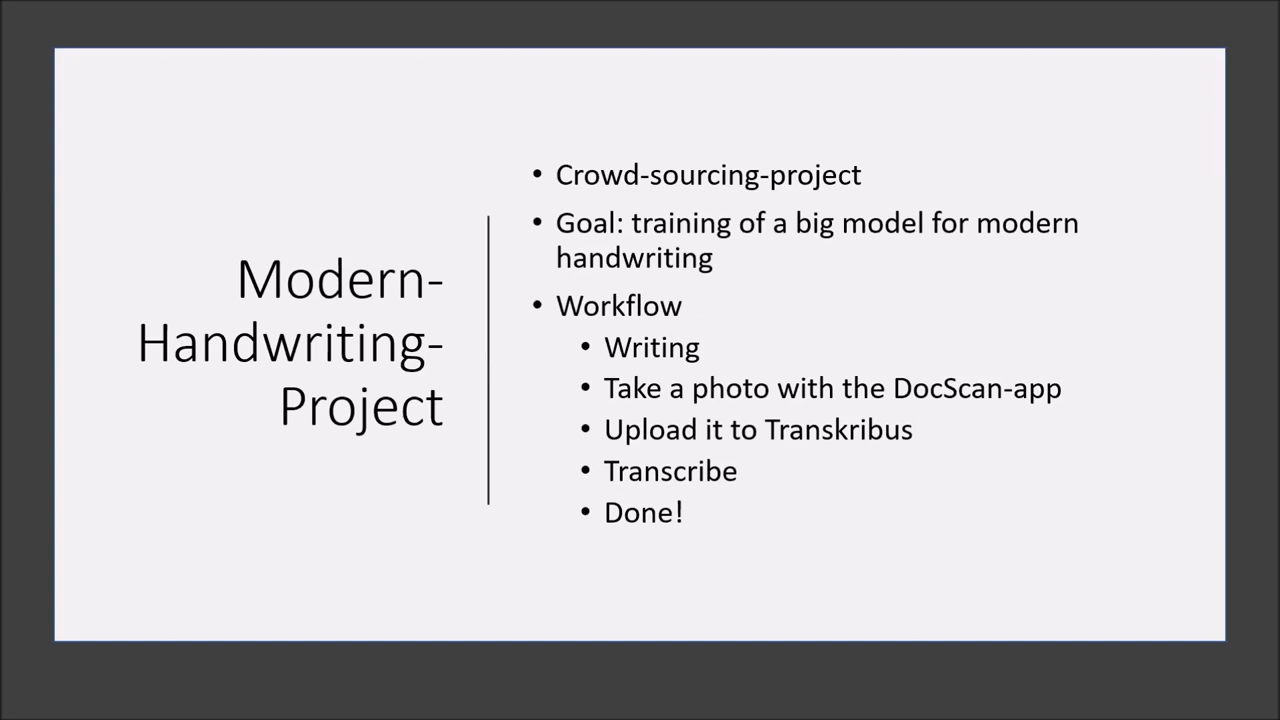 Modern-
Handwriting-
Project
• Crowd-sourcing-project
• Goal: training of a big model for modern
handwriting
• Workflow
• Writing
• Take a photo with the DocScan-app
• Upload it to Transkribus
• Transcribe
• Done!